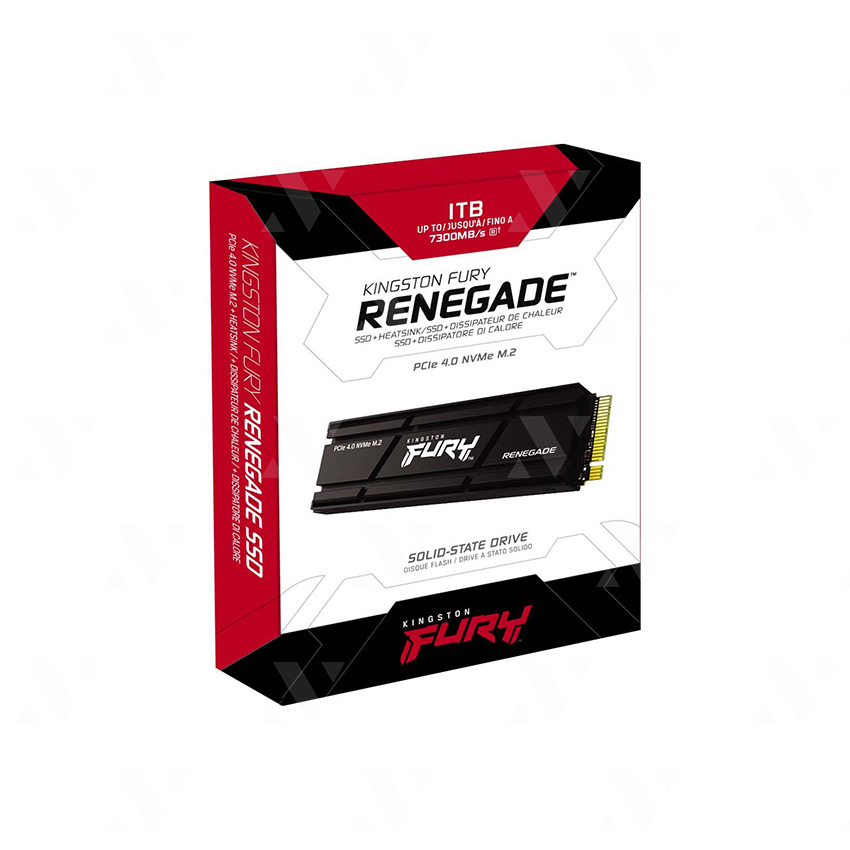 1TB
UP TO/JUSQU'À/FINO A
7300MB/s ®†
KINGSTON FURY
RENEGADE™
SSD+HEATSINK/SSD+DISSIPATEUR DE CHALEUR
SSD+DISSIPATORE DI CALORE
PCIe 4.0 NVMe M.2
PCIe 4.0 NVMe M.2
KINGSTON
FURY™
RENEGADE
SOLID-STATE DRIVE
DISQUE FLASH / DRIVE A STATO SOLIDO
KINGSTON
FURY™
KINGSTON FURY RENEGADE SSD
PCIe 4.0 NVMe M.2 + HEATSINK / + DISSIPATEUR DE CHALEUR / + DISSIPATORE DI CALORE